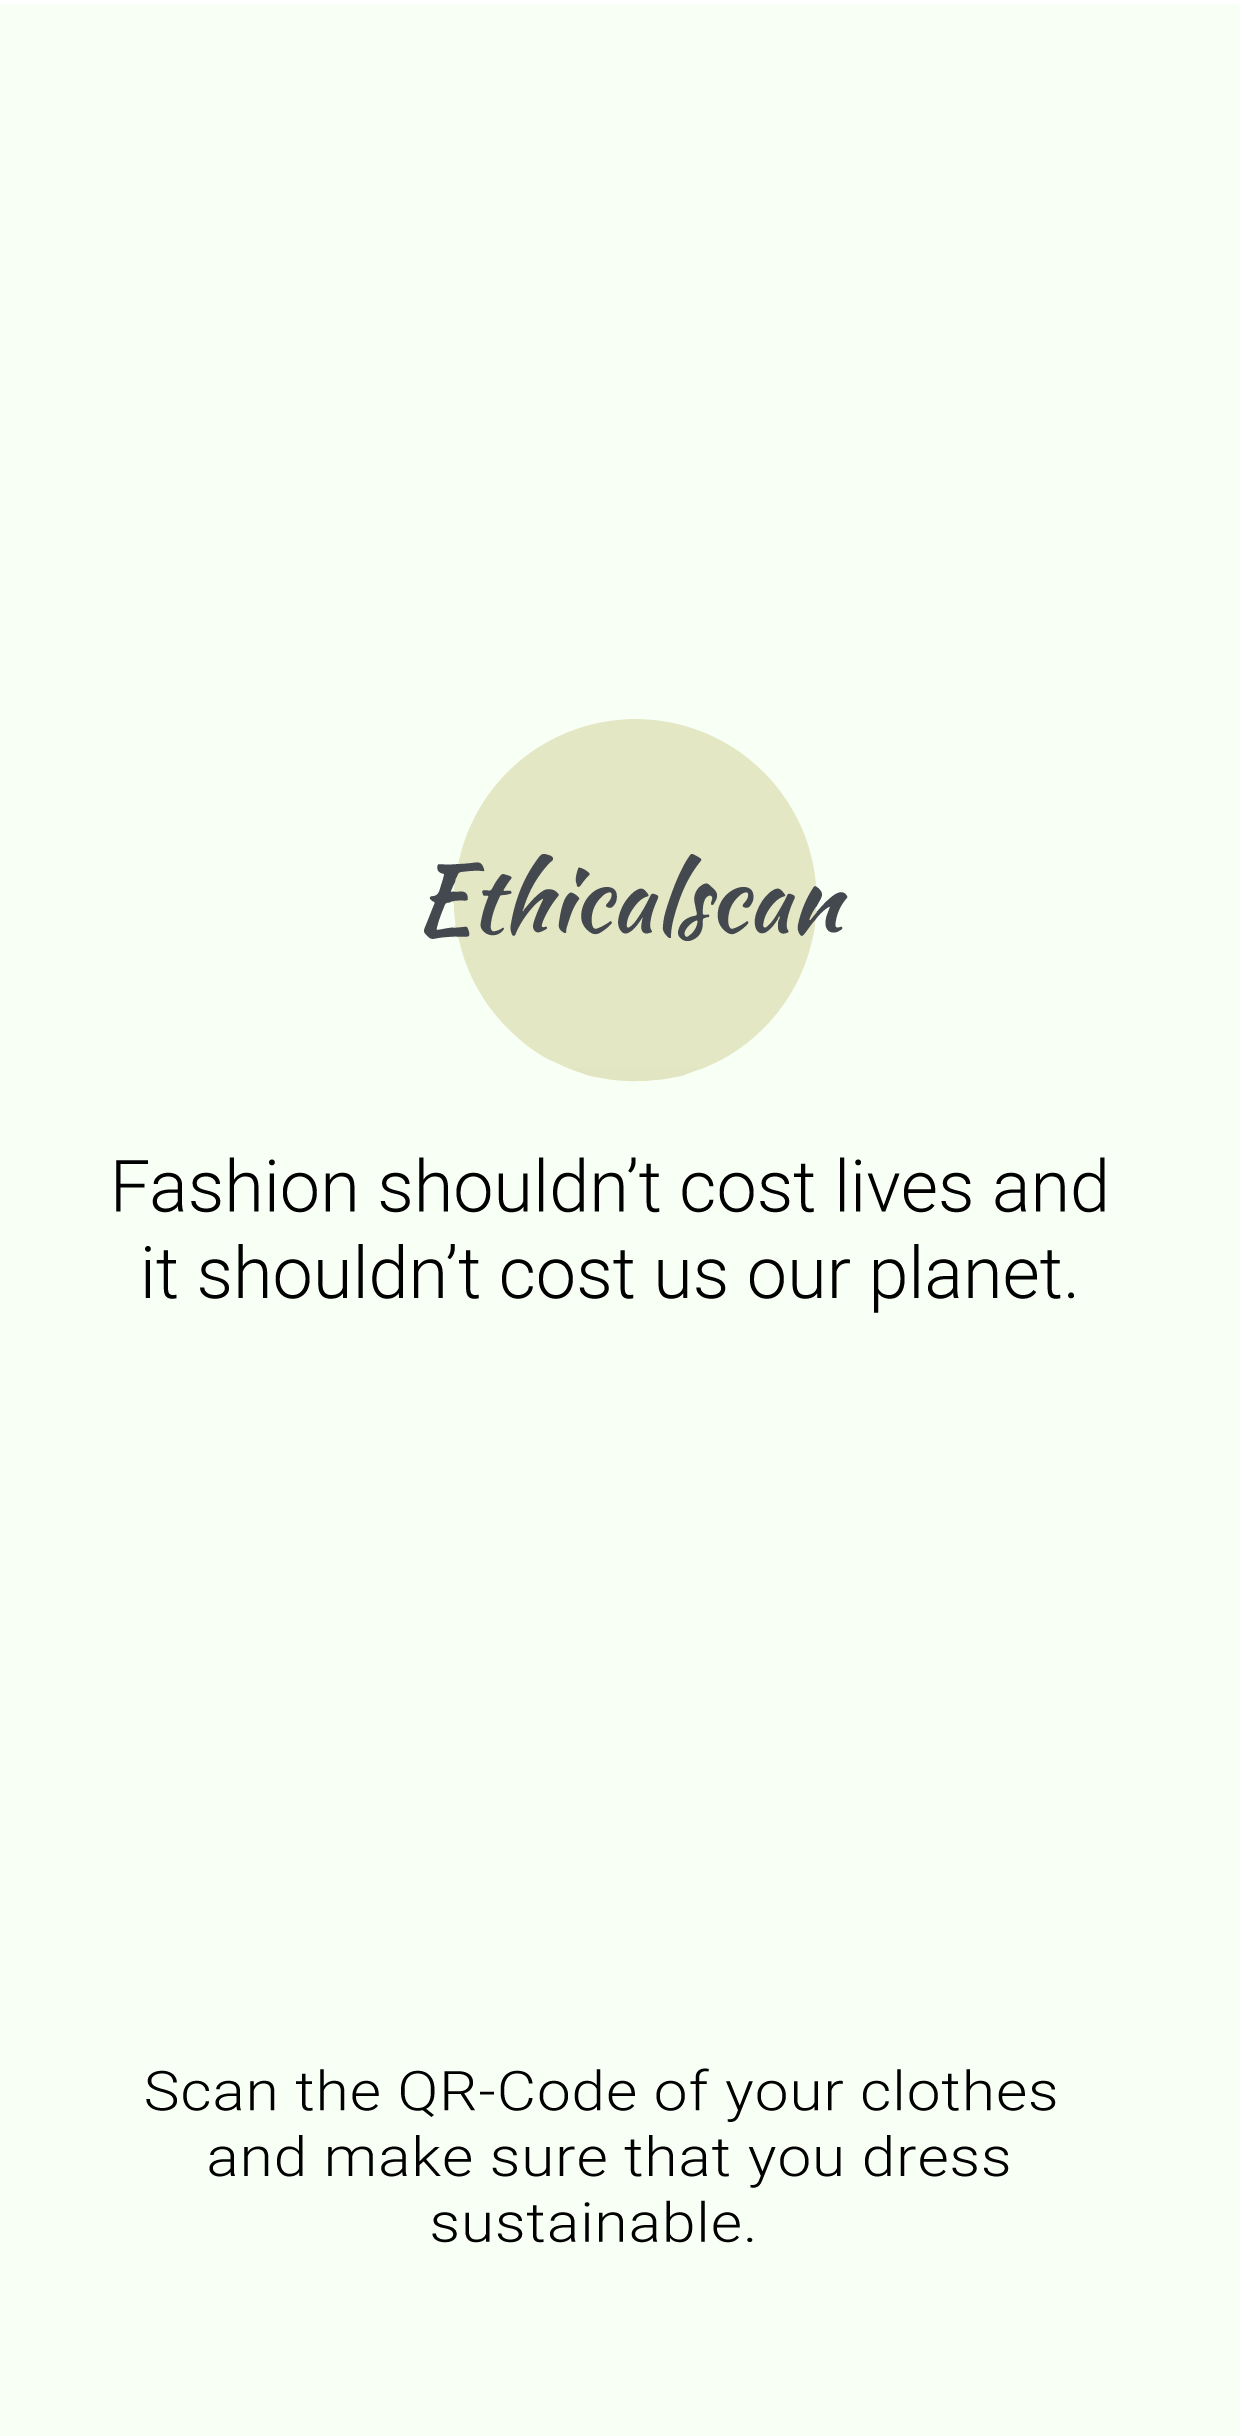 Ethicalscan
Fashion shouldn’t cost lives and
it shouldn’t cost us our planet.
Scan the QR-Code of your clothes
and make sure that you dress
sustainable.